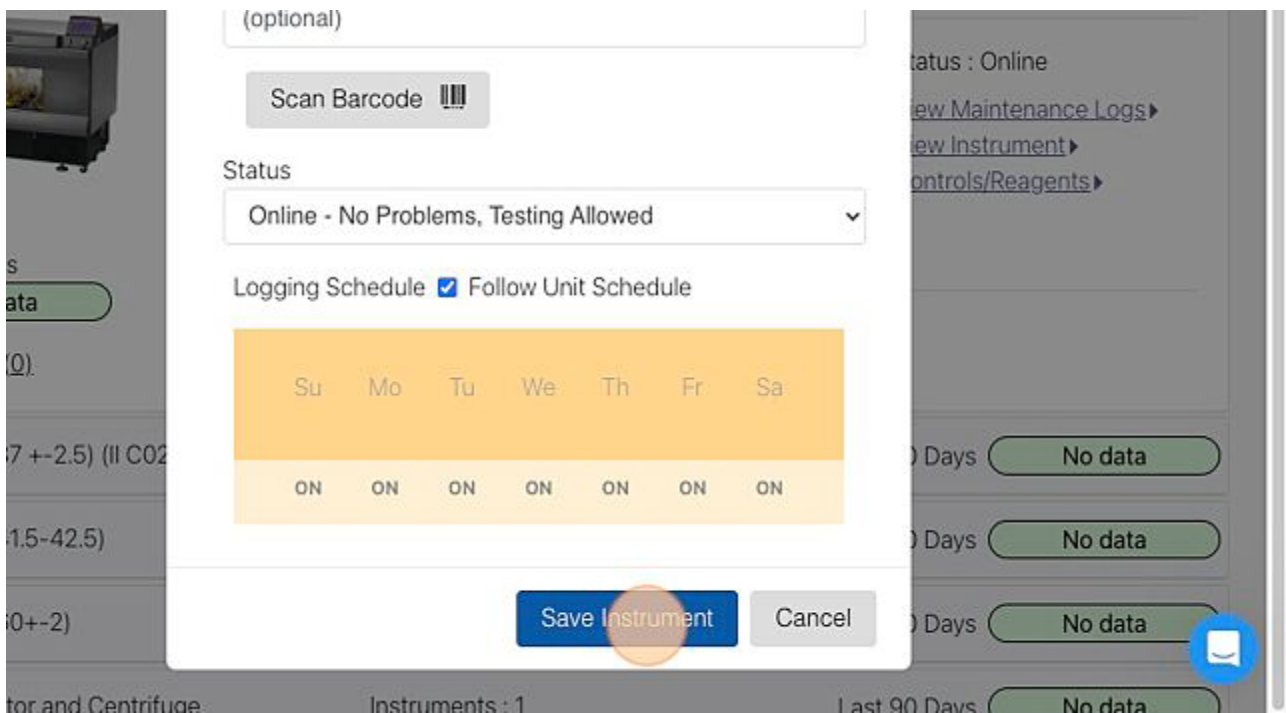 (optional)
Scan Barcode
Status
Online - No Problems, Testing Allowed
Logging Schedule Follow Unit Schedule
Su Mo Tu We Th Fr Sa
ON ON ON ON ON ON ON
Save Instrument Cancel
tatus : Online
iew Maintenance Logs
iew Instrument
ontrols/Reagents
s
ata
(0)
7 +-2.5) (II C02 Days No data
1.5-42.5) Days No data
0+-2) Days No data
tor and Centrifuge Instruments : 1 Last 90 Days No data